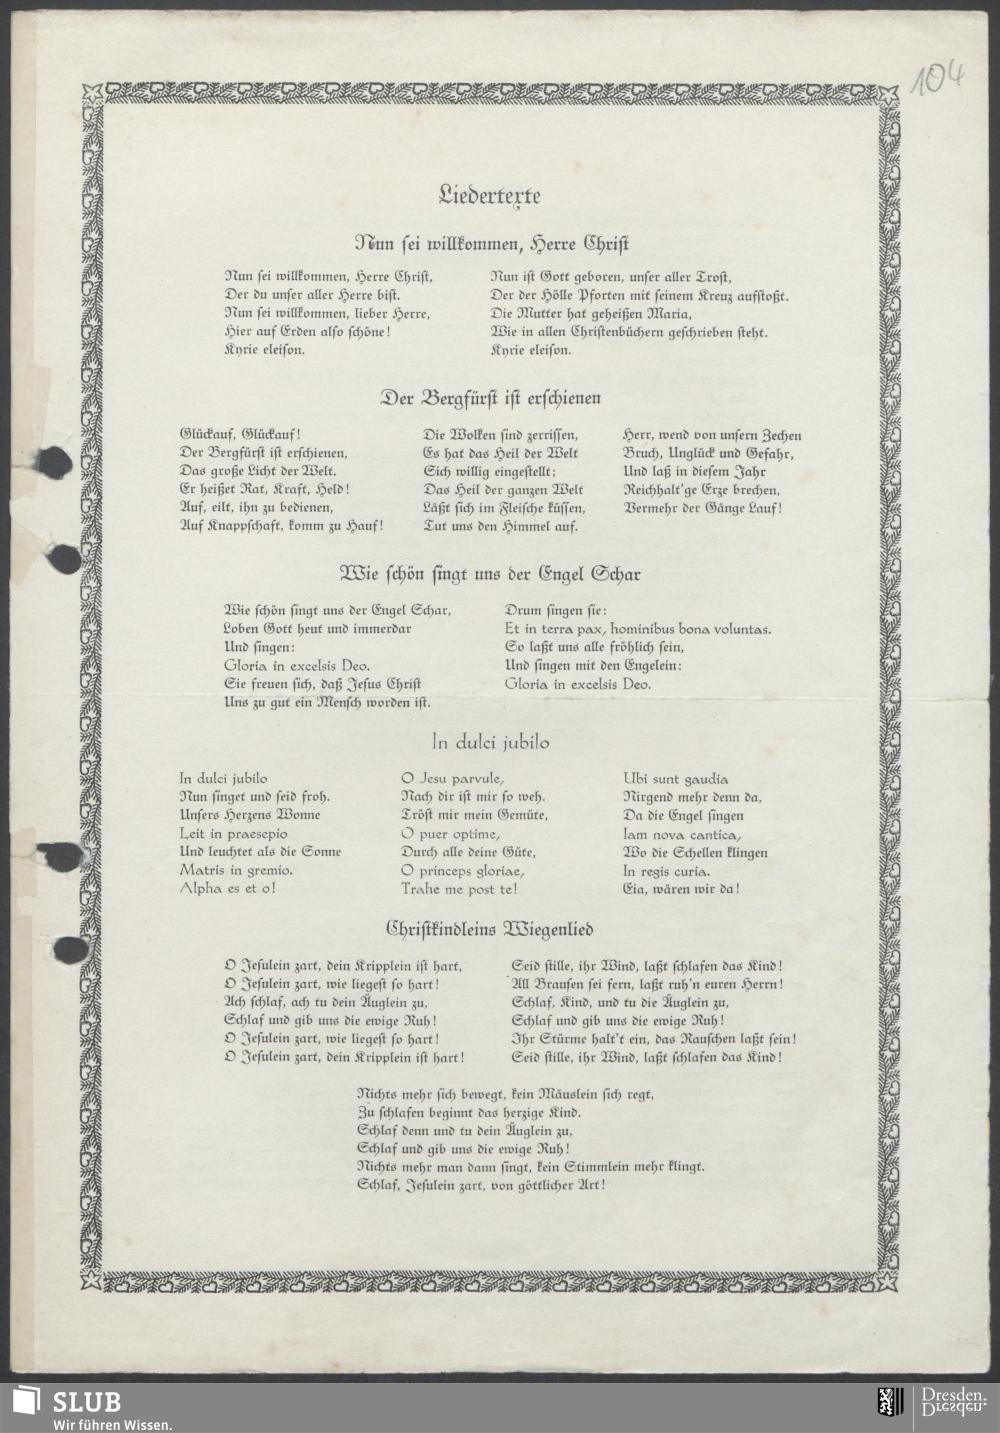 104
Liedertexte
Nun sei willkommen, Herre Christ
Nun sei willkommen, Herre Christ,
Der du unser aller Herre bist.
Nun sei willkommen, lieber Herre,
Hier auf Erden also schöne!
Kyrie eleison.
Nun ist Gott geboren, unser aller Trost,
Der der Hölle Pforten mit seinem Kreuz aufstoßt.
Die Mutter hat geheißen Maria,
Wie in allen Christenbüchern geschrieben steht.
Kyrie eleison.
Der Bergfürst ist erschienen
Glückauf, Glückauf!
Der Bergfürst ist erschienen,
Das große Licht der Welt.
Er heißet Rat, Kraft, Held!
Auf, eilt, ihn zu bedienen,
Auf Knappschaft, komm zu Hauf!
Die Wolken sind zerrissen,
Es hat das Heil der Welt
Sich willig eingestellt;
Das Heil der ganzen Welt
Läßt sich im Fleische küssen,
Tut uns den Himmel auf.
Herr, wend von unsern Zechen
Bruch, Unglück und Gefahr,
Und laß in diesem Jahr
Reichhalt'ge Erze brechen,
Vermehr der Gänge Lauf!
Wie schön singt uns der Engel Schar
Wie schön singt uns der Engel Schar,
Loben Gott heut und immerdar
Und singen:
Gloria in excelsis Deo.
Sie freuen sich, daß Jesus Christ
Uns zu gut ein Mensch worden ist.
Drum singen sie:
Et in terra pax, hominibus bona voluntas.
So laßt uns alle fröhlich sein,
Und singen mit den Engelein:
Gloria in excelsis Deo.
In dulci jubilo
In dulci jubilo
Nun singet und seid froh.
Unsers Herzens Wonne
Leit in praesepio
Und leuchtet als die Sonne
Matris in gremio.
Alpha es et o!
O Jesu parvule,
Nach dir ist mir so weh.
Tröst mir mein Gemüte,
O puer optime,
Durch alle deine Güte,
O princeps gloriae,
Trahe me post te!
Ubi sunt gaudia
Nirgend mehr denn da,
Da die Engel singen
Iam nova cantica,
Wo die Schellen klingen
In regis curia.
Eia, wären wir da!
Christkindleins Wiegenlied
O Jesulein zart, dein Kripplein ist hart,
O Jesulein zart, wie liegest so hart!
Ach schlaf, ach tu dein Äuglein zu,
Schlaf und gib uns die ewige Ruh!
O Jesulein zart, wie liegest so hart!
O Jesulein zart, dein Kripplein ist hart!
Seid stille, ihr Wind, laßt schlafen das Kind!
All Brausen sei fern, laßt ruh'n euren Herrn!
Schlaf, Kind, und tu die Äuglein zu,
Schlaf und gib uns die ewige Ruh!
Ihr Stürme halt't ein, das Rauschen laßt sein!
Seid stille, ihr Wind, laßt schlafen das Kind!
Nichts mehr sich bewegt, kein Mäuslein sich regt,
Zu schlafen beginnt das herzige Kind.
Schlaf denn und tu dein Äuglein zu,
Schlaf und gib uns die ewige Ruh!
Nichts mehr man dann singt, kein Stimmlein mehr klingt.
Schlaf, Jesulein zart, von göttlicher Art!
SLUB
Wir führen Wissen.
Dresden.
Dresden.